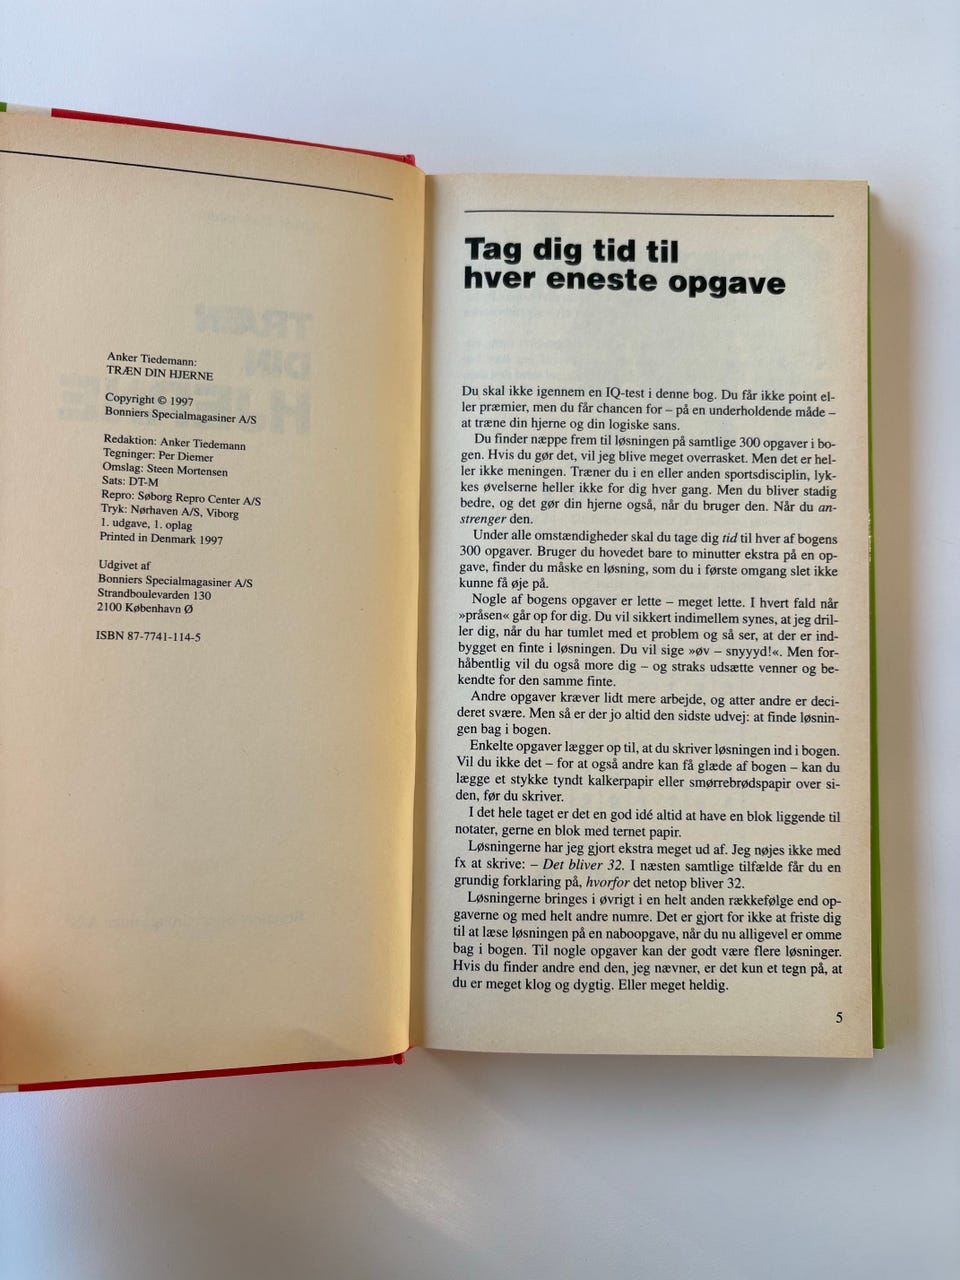 Anker Tiedemann:
TRÆN DIN HJERNE
Copyright © 1997
Bonniers Specialmagasiner A/S
Redaktion: Anker Tiedemann
Tegninger: Per Diemer
Omslag: Steen Mortensen
Sats: DT-M
Repro: Søborg Repro Center A/S
Tryk: Nørhaven A/S, Viborg
1. udgave, 1. oplag
Printed in Denmark 1997
Udgivet af
Bonniers Specialmagasiner A/S
Strandboulevarden 130
2100 København Ø
ISBN 87-7741-114-5
Tag dig tid til
hver eneste opgave
Du skal ikke igennem en IQ-test i denne bog. Du får ikke point el-
ler præmier, men du får chancen for – på en underholdende måde –
at træne din hjerne og din logiske sans.
Du finder næppe frem til løsningen på samtlige 300 opgaver i bo-
gen. Hvis du gør det, vil jeg blive meget overrasket. Men det er hel-
ler ikke meningen. Træner du i en eller anden sportsdisciplin, lyk-
kes øvelserne heller ikke for dig hver gang. Men du bliver stadig
bedre, og det gør din hjerne også, når du bruger den. Når du an-
strenger den.
Under alle omstændigheder skal du tage dig tid til hver af bogens
300 opgaver. Bruger du hovedet bare to minutter ekstra på en op-
gave, finder du måske en løsning, som du i første omgang slet ikke
kunne få øje på.
Nogle af bogens opgaver er lette – meget lette. I hvert fald når
»pråsen« går op for dig. Du vil sikkert indimellem synes, at jeg dril-
ler dig, når du har tumlet med et problem og så ser, at der er ind-
bygget en finte i løsningen. Du vil sige »øv – snyyyd!«. Men for-
håbentlig vil du også more dig – og straks udsætte venner og be-
kendte for den samme finte.
Andre opgaver kræver lidt mere arbejde, og atter andre er deci-
deret svære. Men så er der jo altid den sidste udvej: at finde løsnin-
gen bag i bogen.
Enkelte opgaver lægger op til, at du skriver løsningen ind i bogen.
Vil du ikke det – for at også andre kan få glæde af bogen – kan du
lægge et stykke tyndt kalkerpapir eller smørrebrødspapir over si-
den, før du skriver.
I det hele taget er det en god idé altid at have en blok liggende til
notater, gerne en blok med ternet papir.
Løsningerne har jeg gjort ekstra meget ud af. Jeg nøjes ikke med
fx at skrive: – Det bliver 32. I næsten samtlige tilfælde får du en
grundig forklaring på, hvorfor det netop bliver 32.
Løsningerne bringes i øvrigt i en helt anden rækkefølge end op-
gaverne og med helt andre numre. Det er gjort for ikke at friste dig
til at læse løsningen på en naboopgave, når du nu alligevel er omme
bag i bogen. Til nogle opgaver kan der godt være flere løsninger.
Hvis du finder andre end den, jeg nævner, er det kun et tegn på, at
du er meget klog og dygtig. Eller meget heldig.
5